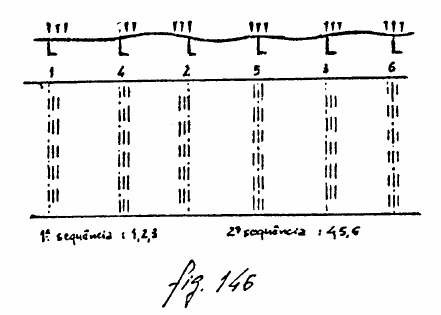 1 4 2 5 3 6
1ª sequência : 1,2,3 2ª sequência : 4,5,6
fig. 146